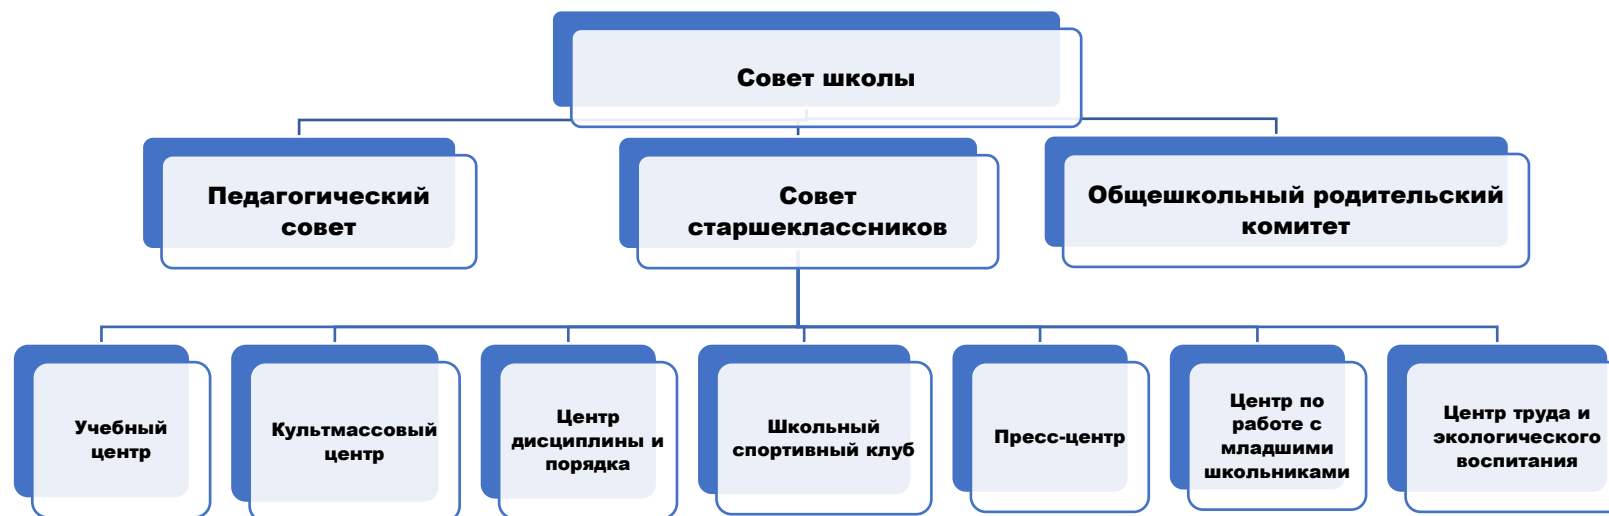 Совет школы
Педагогический
совет
Совет
старшеклассников
Общешкольный родительский
комитет
Учебный
центр
Культмассовый
центр
Центр
дисциплины и
порядка
Школьный
спортивный клуб
Пресс-центр
Центр по
работе с
младшими
школьниками
Центр труда и
экологического
воспитания